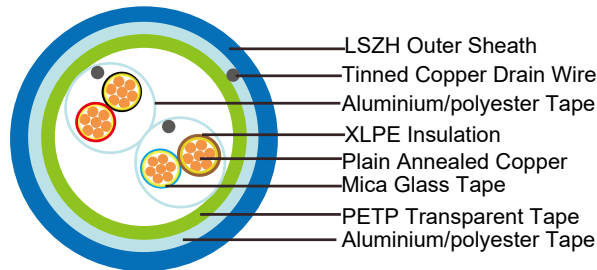 LSZH Outer Sheath
Tinned Copper Drain Wire
Aluminium/polyester Tape
XLPE Insulation
Plain Annealed Copper
Mica Glass Tape
PETP Transparent Tape
Aluminium/polyester Tape